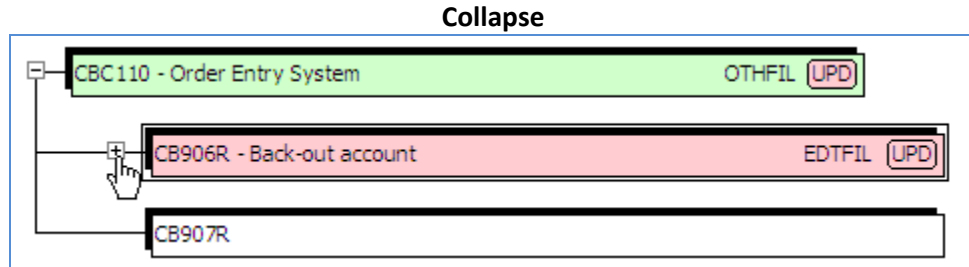 Collapse
CBC110 - Order Entry System OTHFIL UPD
CB906R - Back-out account EDTFIL UPD
CB907R